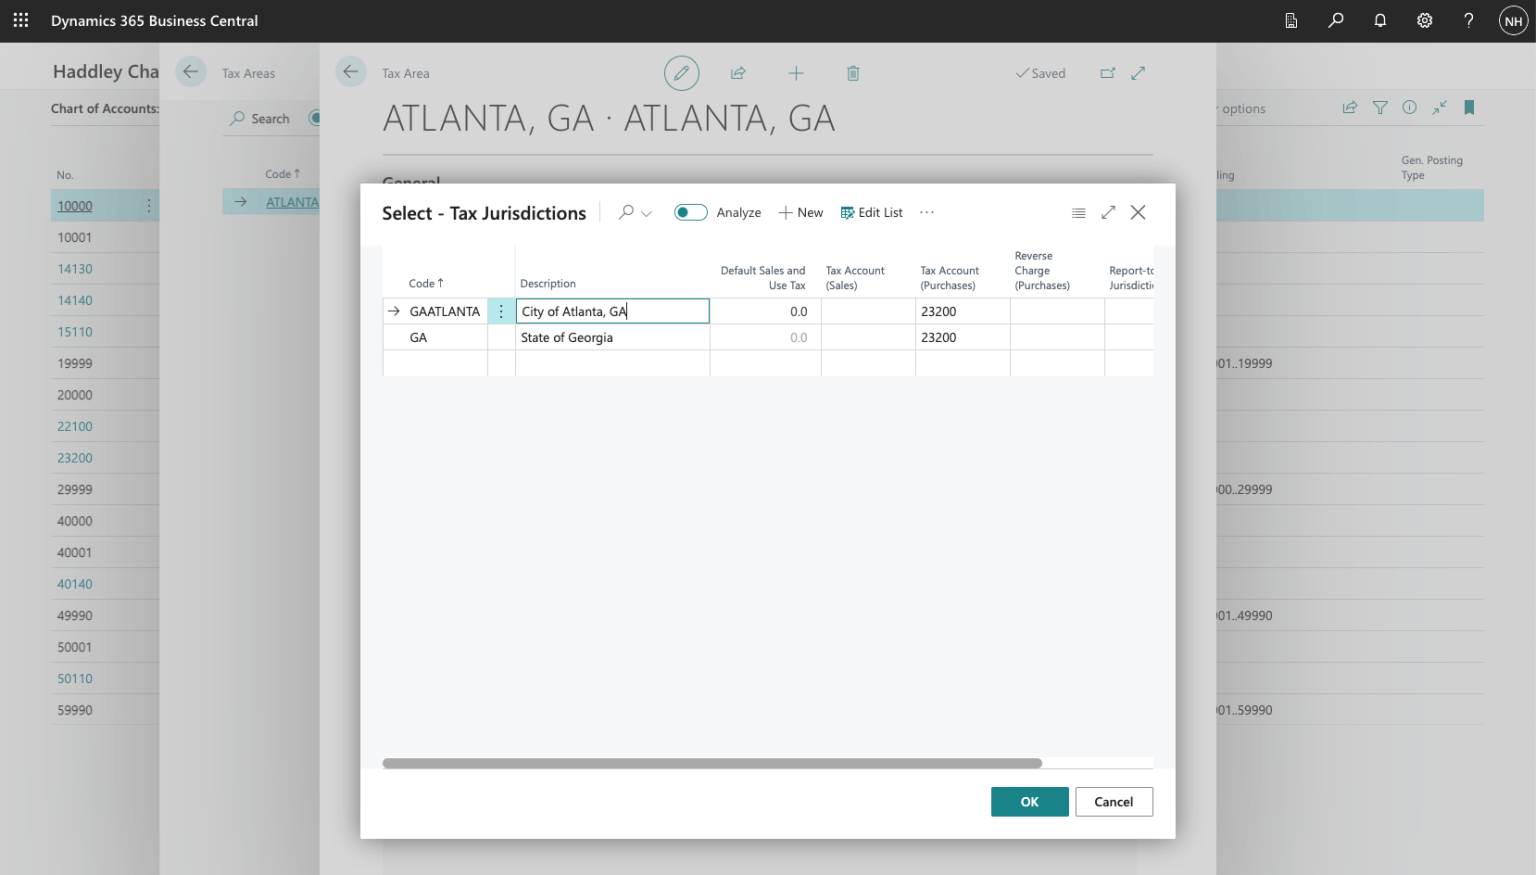 Dynamics 365 Business Central
NH
Haddley Cha
Tax Areas
Tax Area
Saved
Chart of Accounts:
Search
ATLANTA, GA · ATLANTA, GA
options
No.
Code ↑
Gen. Posting
Type
General
10000
ATLANTA
10001
14130
14140
15110
19999
20000
22100
23200
29999
40000
40001
40140
49990
50001
50110
59990
Select - Tax Jurisdictions
Analyze
New
Edit List
Code ↑
Description
Default Sales and
Use Tax
Tax Account
(Sales)
Tax Account
(Purchases)
Reverse
Charge
(Purchases)
Report-to
Jurisdicti
GAATLANTA
City of Atlanta, GA
0.0
23200
GA
State of Georgia
0.0
23200
OK
Cancel
ling
01..19999
00..29999
01..49990
01..59990